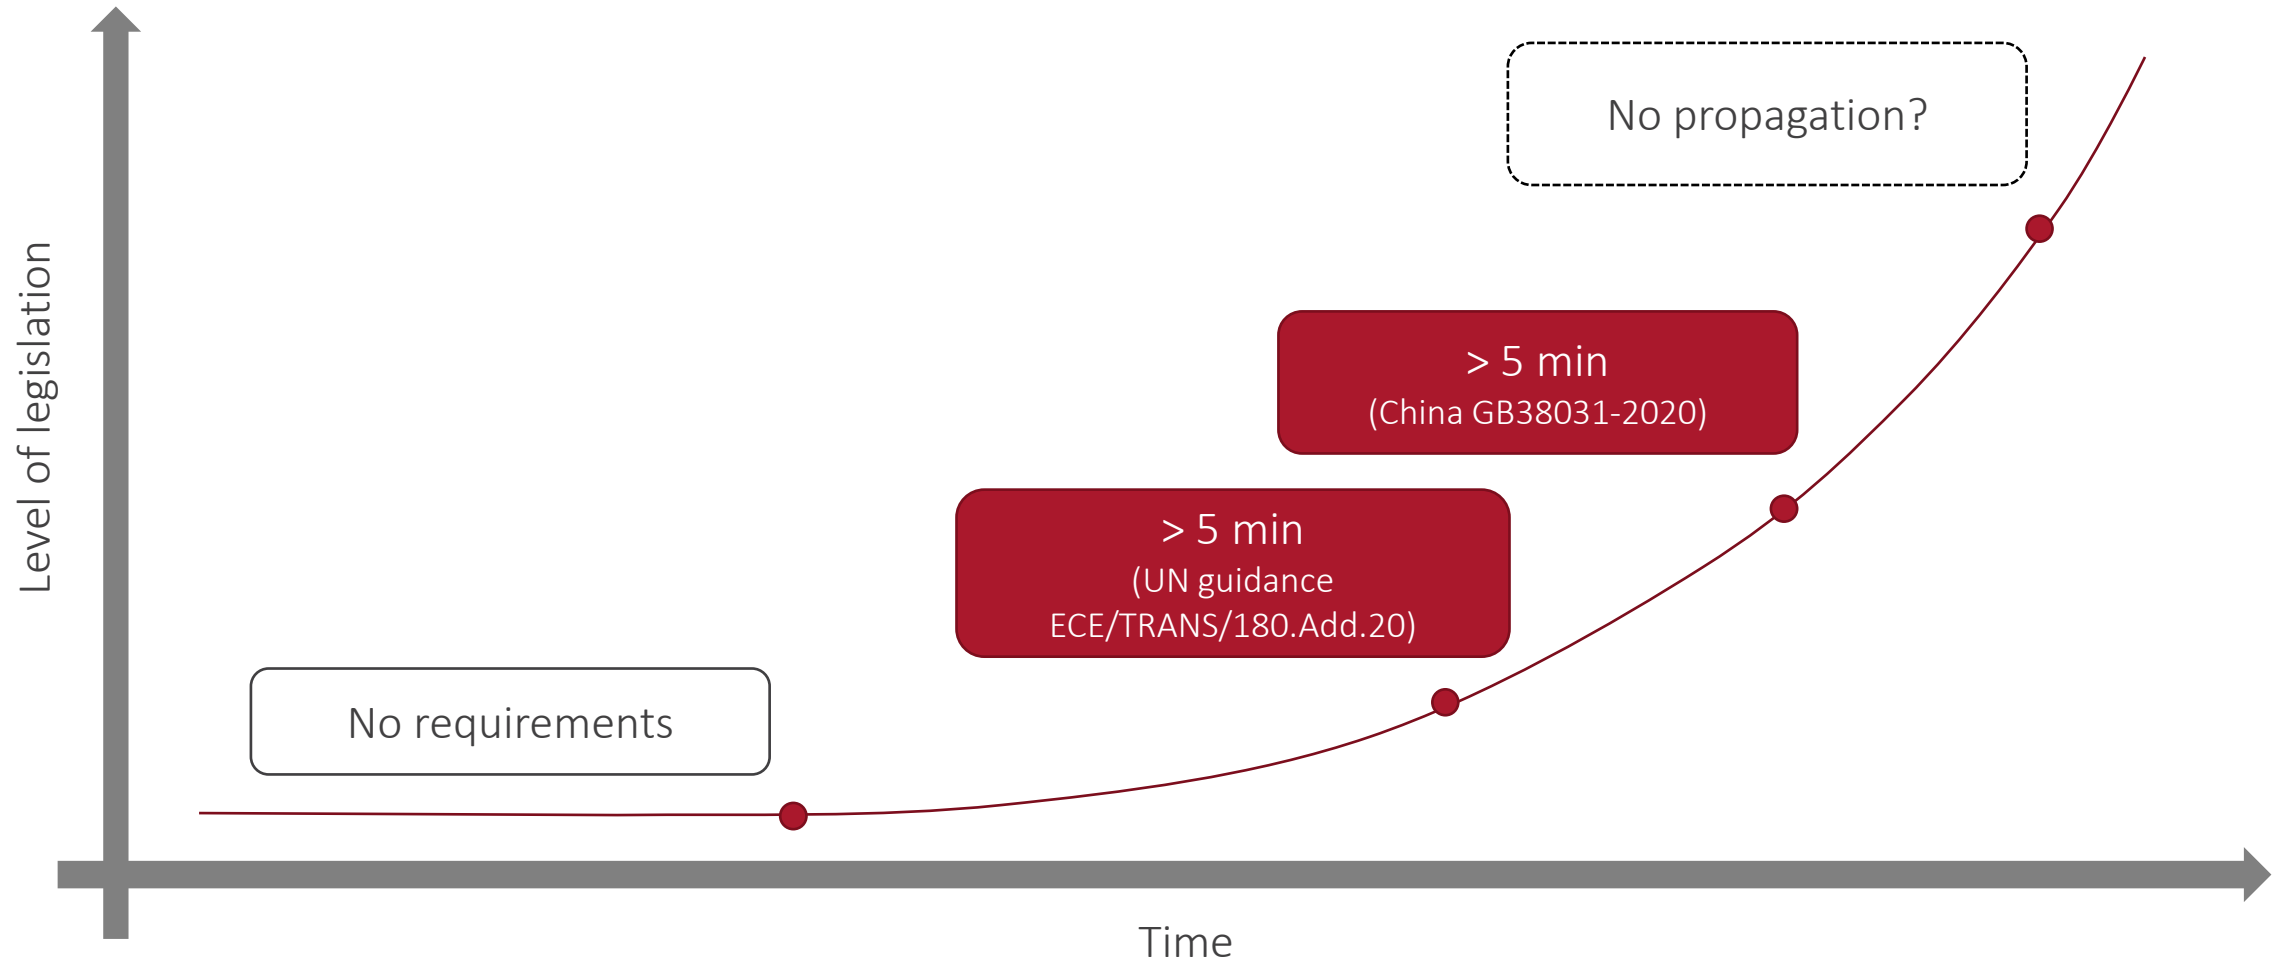 No propagation?
> 5 min
(China GB38031-2020)
> 5 min
(UN guidance
ECE/TRANS/180.Add.20)
No requirements
Level of legislation
Time